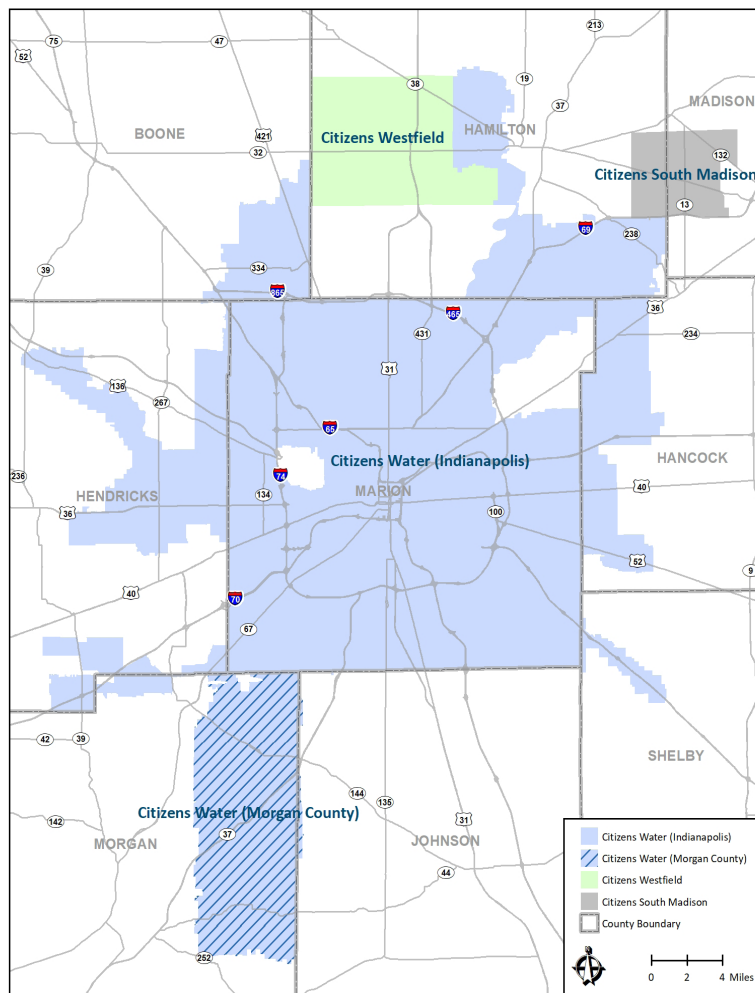 213
75
47
52
19
38
37
MADISON
HAMILTON
BOONE
421
Citizens Westfield
32
132
Citizens South Madison
13
69
238
39
334
865
36
465
431
234
31
136
267
65
Citizens Water (Indianapolis)
HANCOCK
74
236
40
MARION
134
HENDRICKS
36
100
52
9
40
70
67
42
39
SHELBY
144
135
Citizens Water (Morgan County)
142
31
37
JOHNSON
MORGAN
44
252
Citizens Water (Indianapolis)
Citizens Water (Morgan County)
Citizens Westfield
Citizens South Madison
County Boundary
0 2 4 Miles